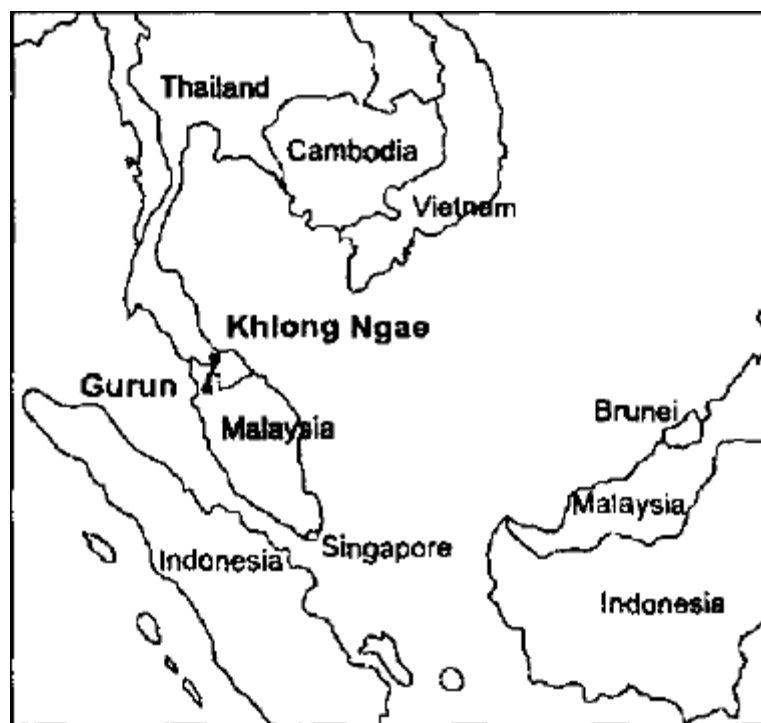 Thailand
Cambodia
Vietnam
Khlong Ngae
Gurun
Malaysia
Brunei
Malaysia
Singapore
Indonesia
Indonesia